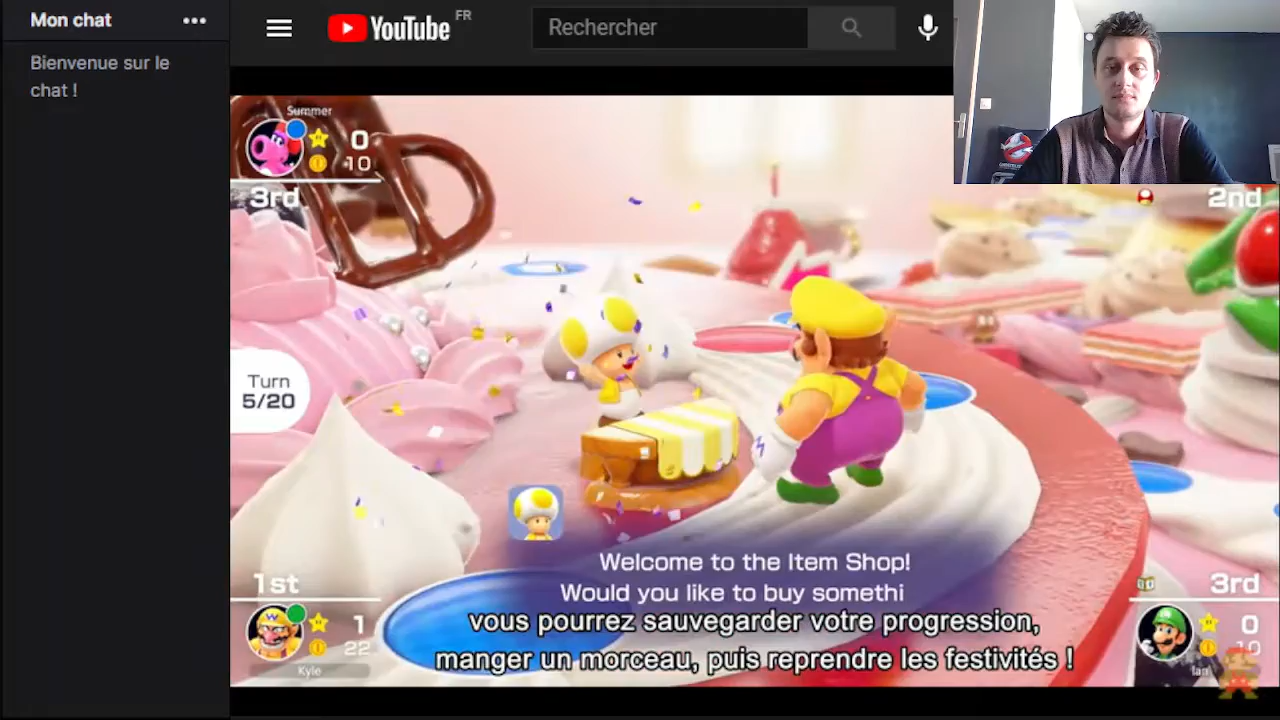 Mon chat
Bienvenue sur le
chat !
YouTube FR
Rechercher
Summer
0
10
3rd
2nd
Turn
5/20
Welcome to the Item Shop!
Would you like to buy somethi
vous pourrez sauvegarder votre progression,
manger un morceau, puis reprendre les festivités !
1st
1
22
Kyle
3rd
0
10
Ian